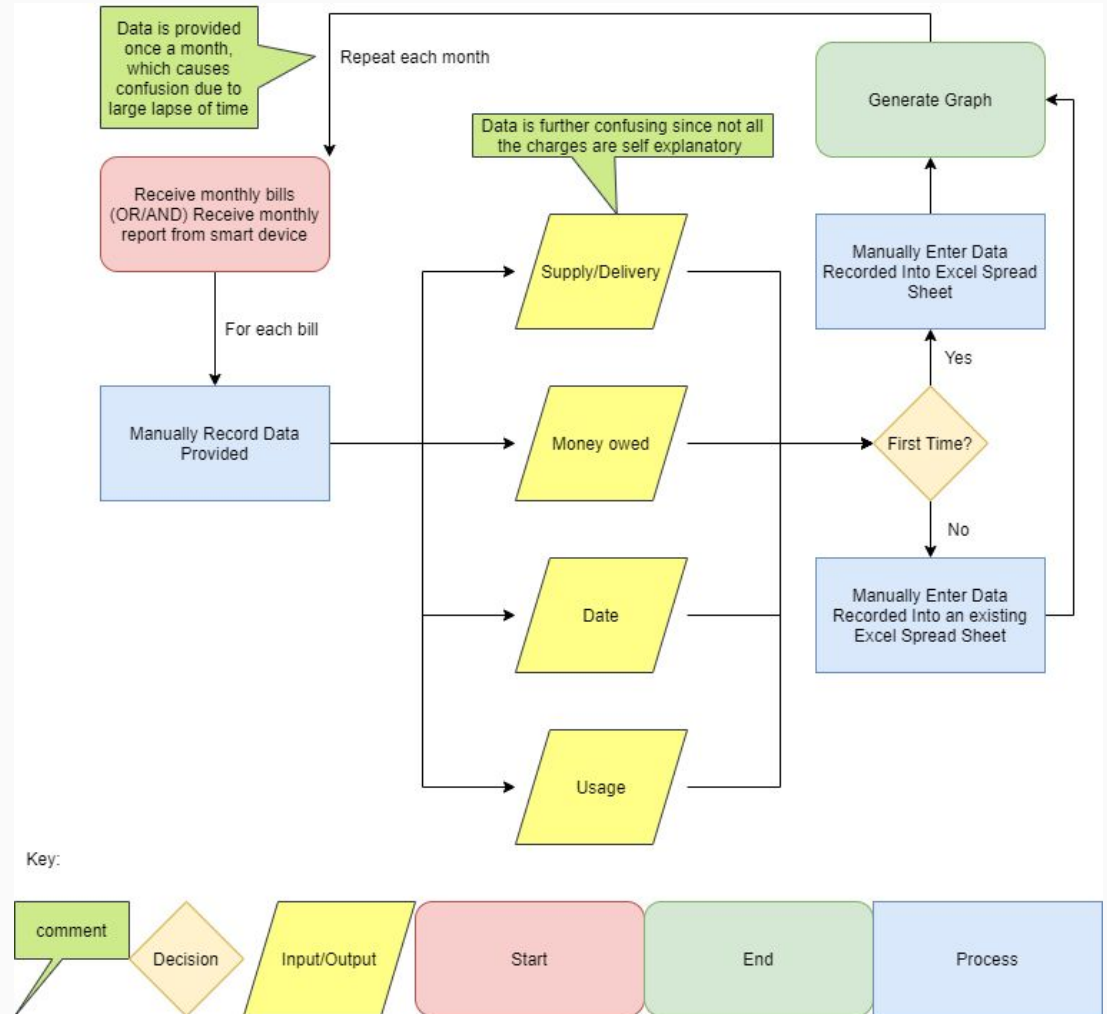 Data is provided
once a month,
which causes
confusion due to
large lapse of time
Repeat each month
Generate Graph
Data is further confusing since not all
the charges are self explanatory
Receive monthly bills
(OR/AND) Receive monthly
report from smart device
Supply/Delivery
Manually Enter Data
Recorded Into Excel Spread
Sheet
For each bill
Yes
Manually Record Data
Provided
Money owed
First Time?
No
Date
Manually Enter Data
Recorded Into an existing
Excel Spread Sheet
Usage
Key:
comment
Decision
Input/Output
Start
End
Process